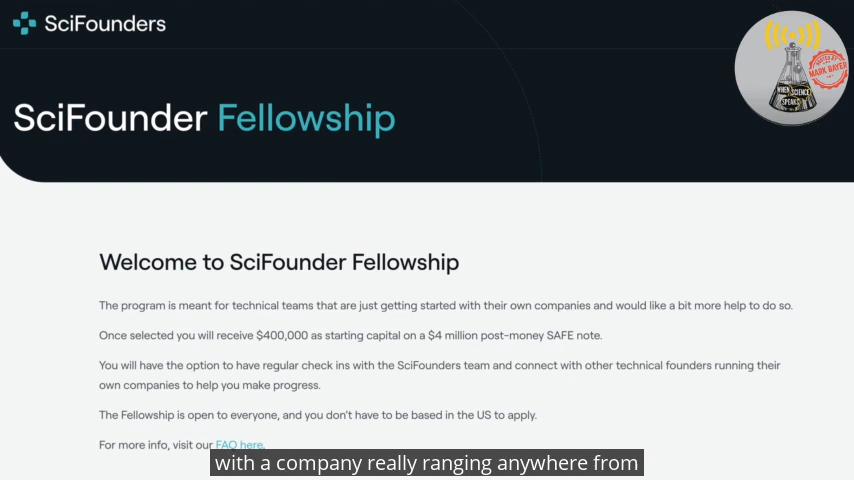 SciFounders
WHEN SCIENCE
SPEAKS
HOSTED BY
MARK BAYER
SciFounder Fellowship
Welcome to SciFounder Fellowship
The program is meant for technical teams that are just getting started with their own companies and would like a bit more help to do so.
Once selected you will receive $400,000 as starting capital on a $4 million post-money SAFE note.
You will have the option to have regular check ins with the SciFounders team and connect with other technical founders running their
own companies to help you make progress.
The Fellowship is open to everyone, and you don't have to be based in the US to apply.
For more info, visit our FAQ here.
with a company really ranging anywhere from